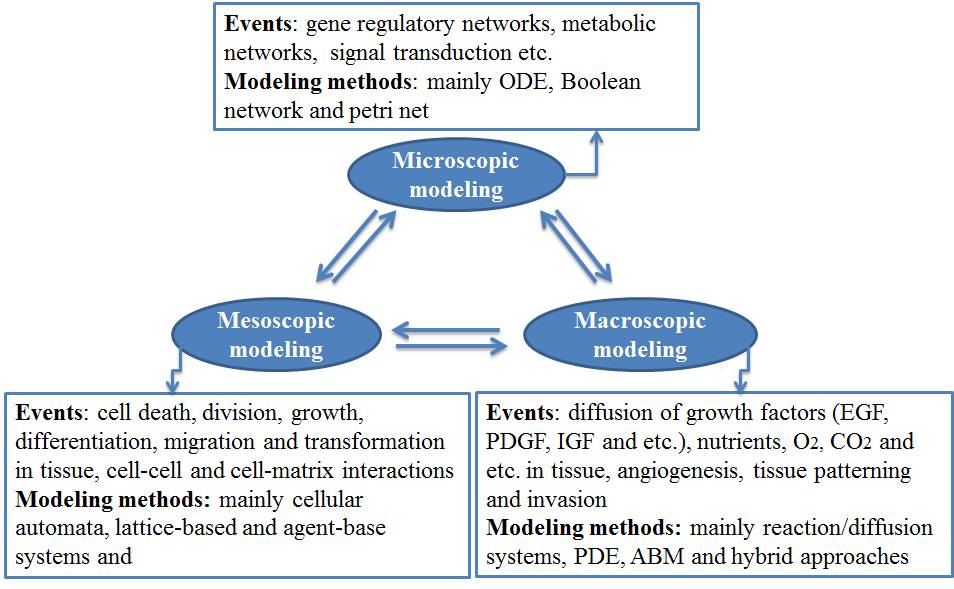 Events: gene regulatory networks, metabolic
networks, signal transduction etc.
Modeling methods: mainly ODE, Boolean
network and petri net
Microscopic
modeling
Mesoscopic
modeling
Macroscopic
modeling
Events: cell death, division, growth,
differentiation, migration and transformation
in tissue, cell-cell and cell-matrix interactions
Modeling methods: mainly cellular
automata, lattice-based and agent-base
systems and
Events: diffusion of growth factors (EGF,
PDGF, IGF and etc.), nutrients, O2, CO2 and
etc. in tissue, angiogenesis, tissue patterning
and invasion
Modeling methods: mainly reaction/diffusion
systems, PDE, ABM and hybrid approaches